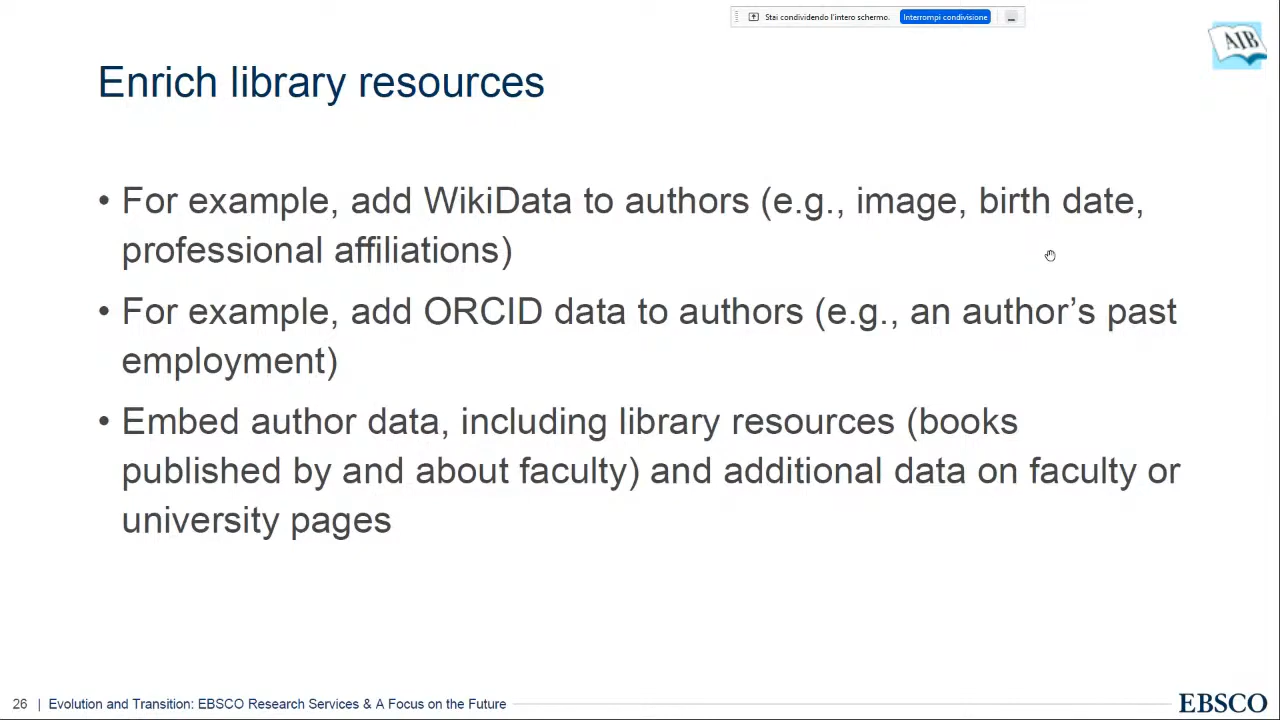 Stai condividendo l'intero schermo. Interrompi condivisione
AIB
Enrich library resources
• For example, add WikiData to authors (e.g., image, birth date,
professional affiliations)
• For example, add ORCID data to authors (e.g., an author’s past
employment)
• Embed author data, including library resources (books
published by and about faculty) and additional data on faculty or
university pages
26 | Evolution and Transition: EBSCO Research Services & A Focus on the Future
EBSCO